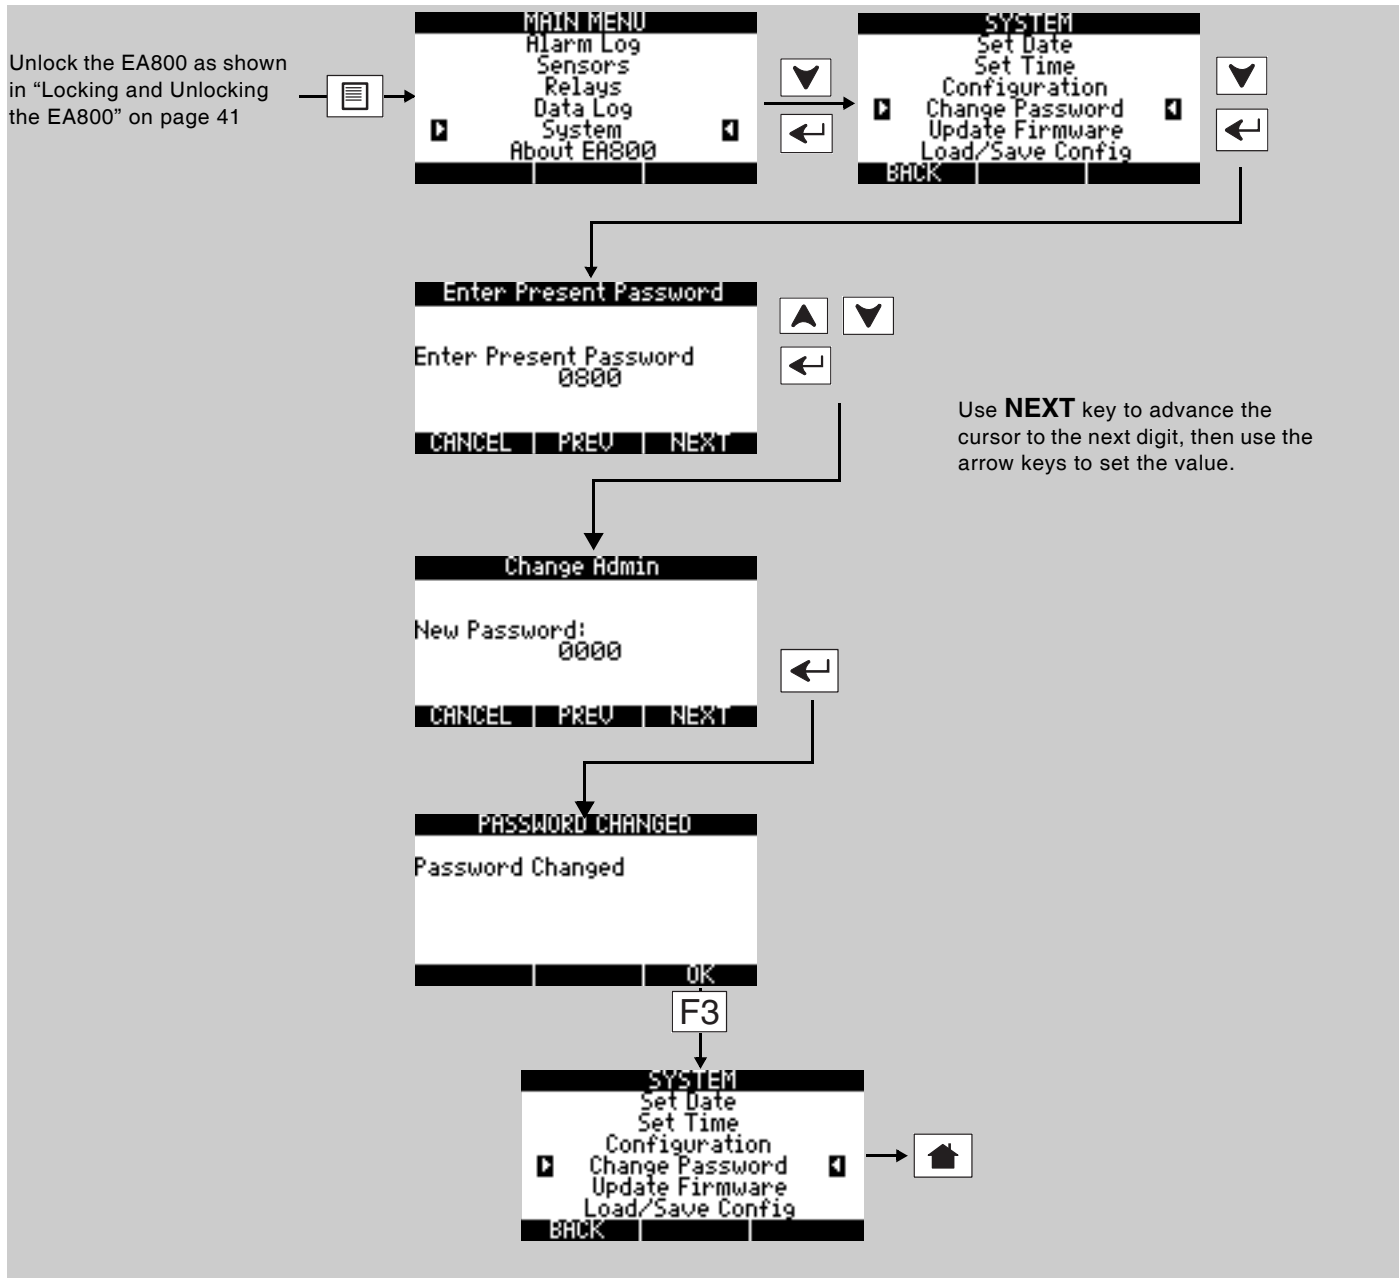 Unlock the EA800 as shown
in “Locking and Unlocking
the EA800” on page 41
MAIN MENU
Alarm Log
Sensors
Relays
Data Log
System
About EA800
SYSTEM
Set Date
Set Time
Configuration
Change Password
Update Firmware
Load/Save Config
BACK
Enter Present Password
Enter Present Password
0800
CANCEL PREV NEXT
Use NEXT key to advance the
cursor to the next digit, then use the
arrow keys to set the value.
Change Admin
New Password:
0000
CANCEL PREV NEXT
PASSWORD CHANGED
Password Changed
OK
F3
SYSTEM
Set Date
Set Time
Configuration
Change Password
Update Firmware
Load/Save Config
BACK